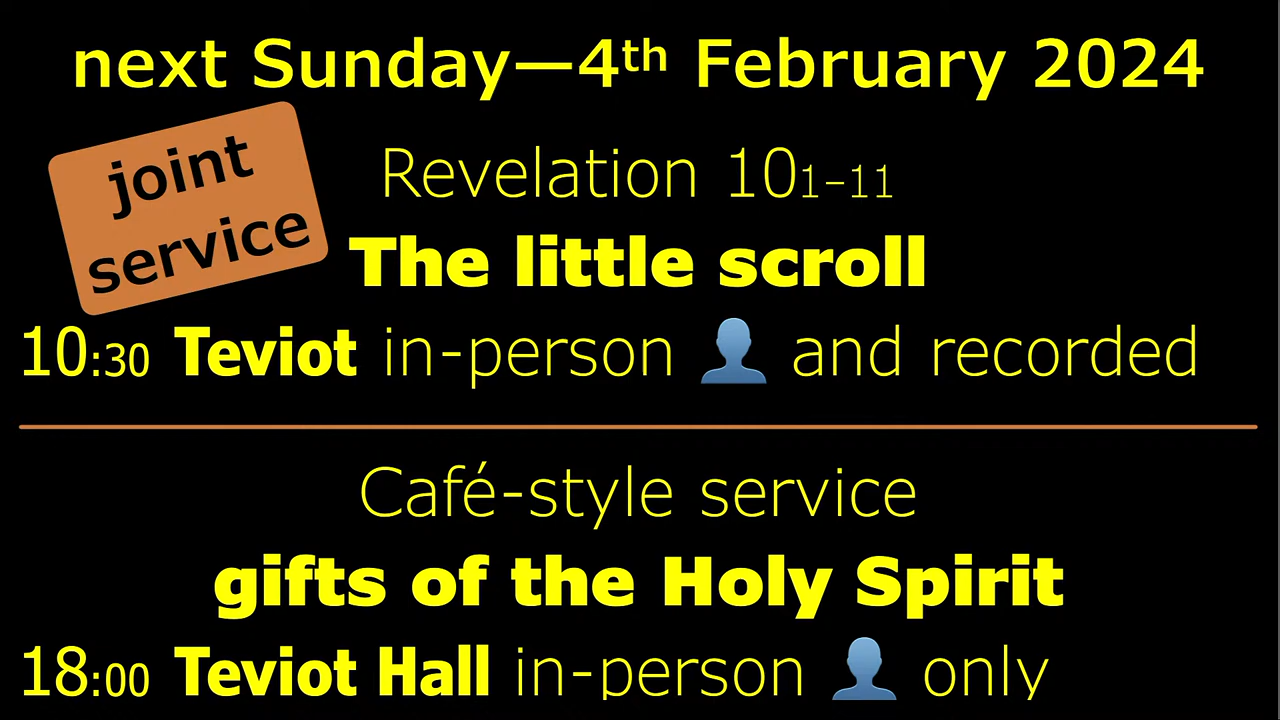 next Sunday—4th February 2024
joint
service
Revelation 101–11
The little scroll
10:30 Teviot in-person 👤 and recorded
Café-style service
gifts of the Holy Spirit
18:00 Teviot Hall in-person 👤 only